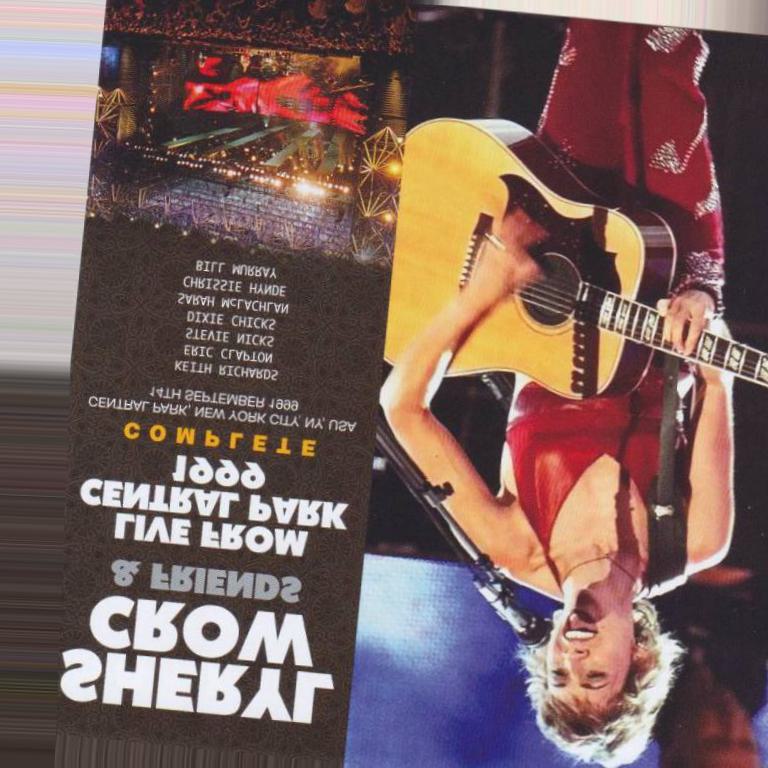 SHERYL
CROW
& FRIENDS
LIVE FROM
CENTRAL PARK
1999
COMPLETE
CENTRAL PARK, NEW YORK CITY, NY, USA
14TH SEPTEMBER 1999
KEITH RICHARDS
ERIC CLAPTON
STEVIE NICKS
DIXIE CHICKS
SARAH McLACHLAN
CHRISSIE HYNDE
BILL MURRAY